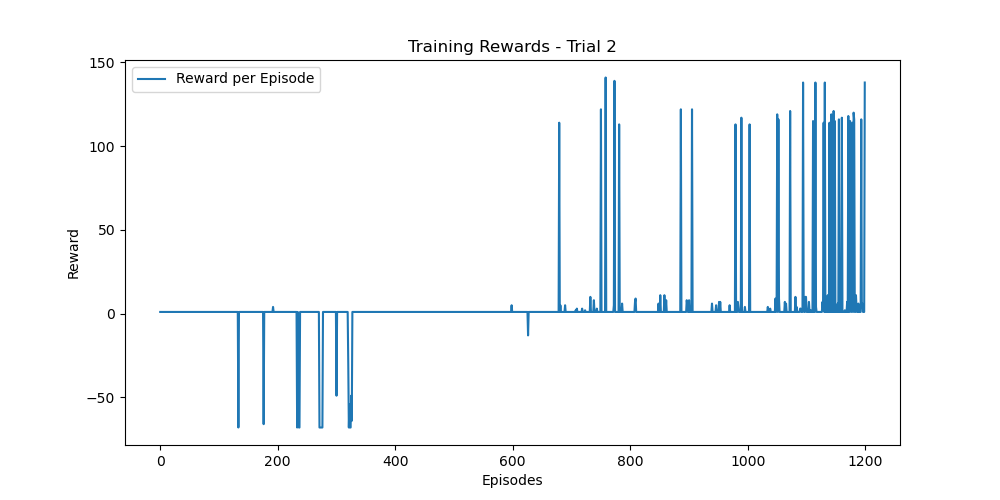 Training Rewards - Trial 2
Reward per Episode
150
100
50
0
−50
Reward
0 200 400 600 800 1000 1200
Episodes